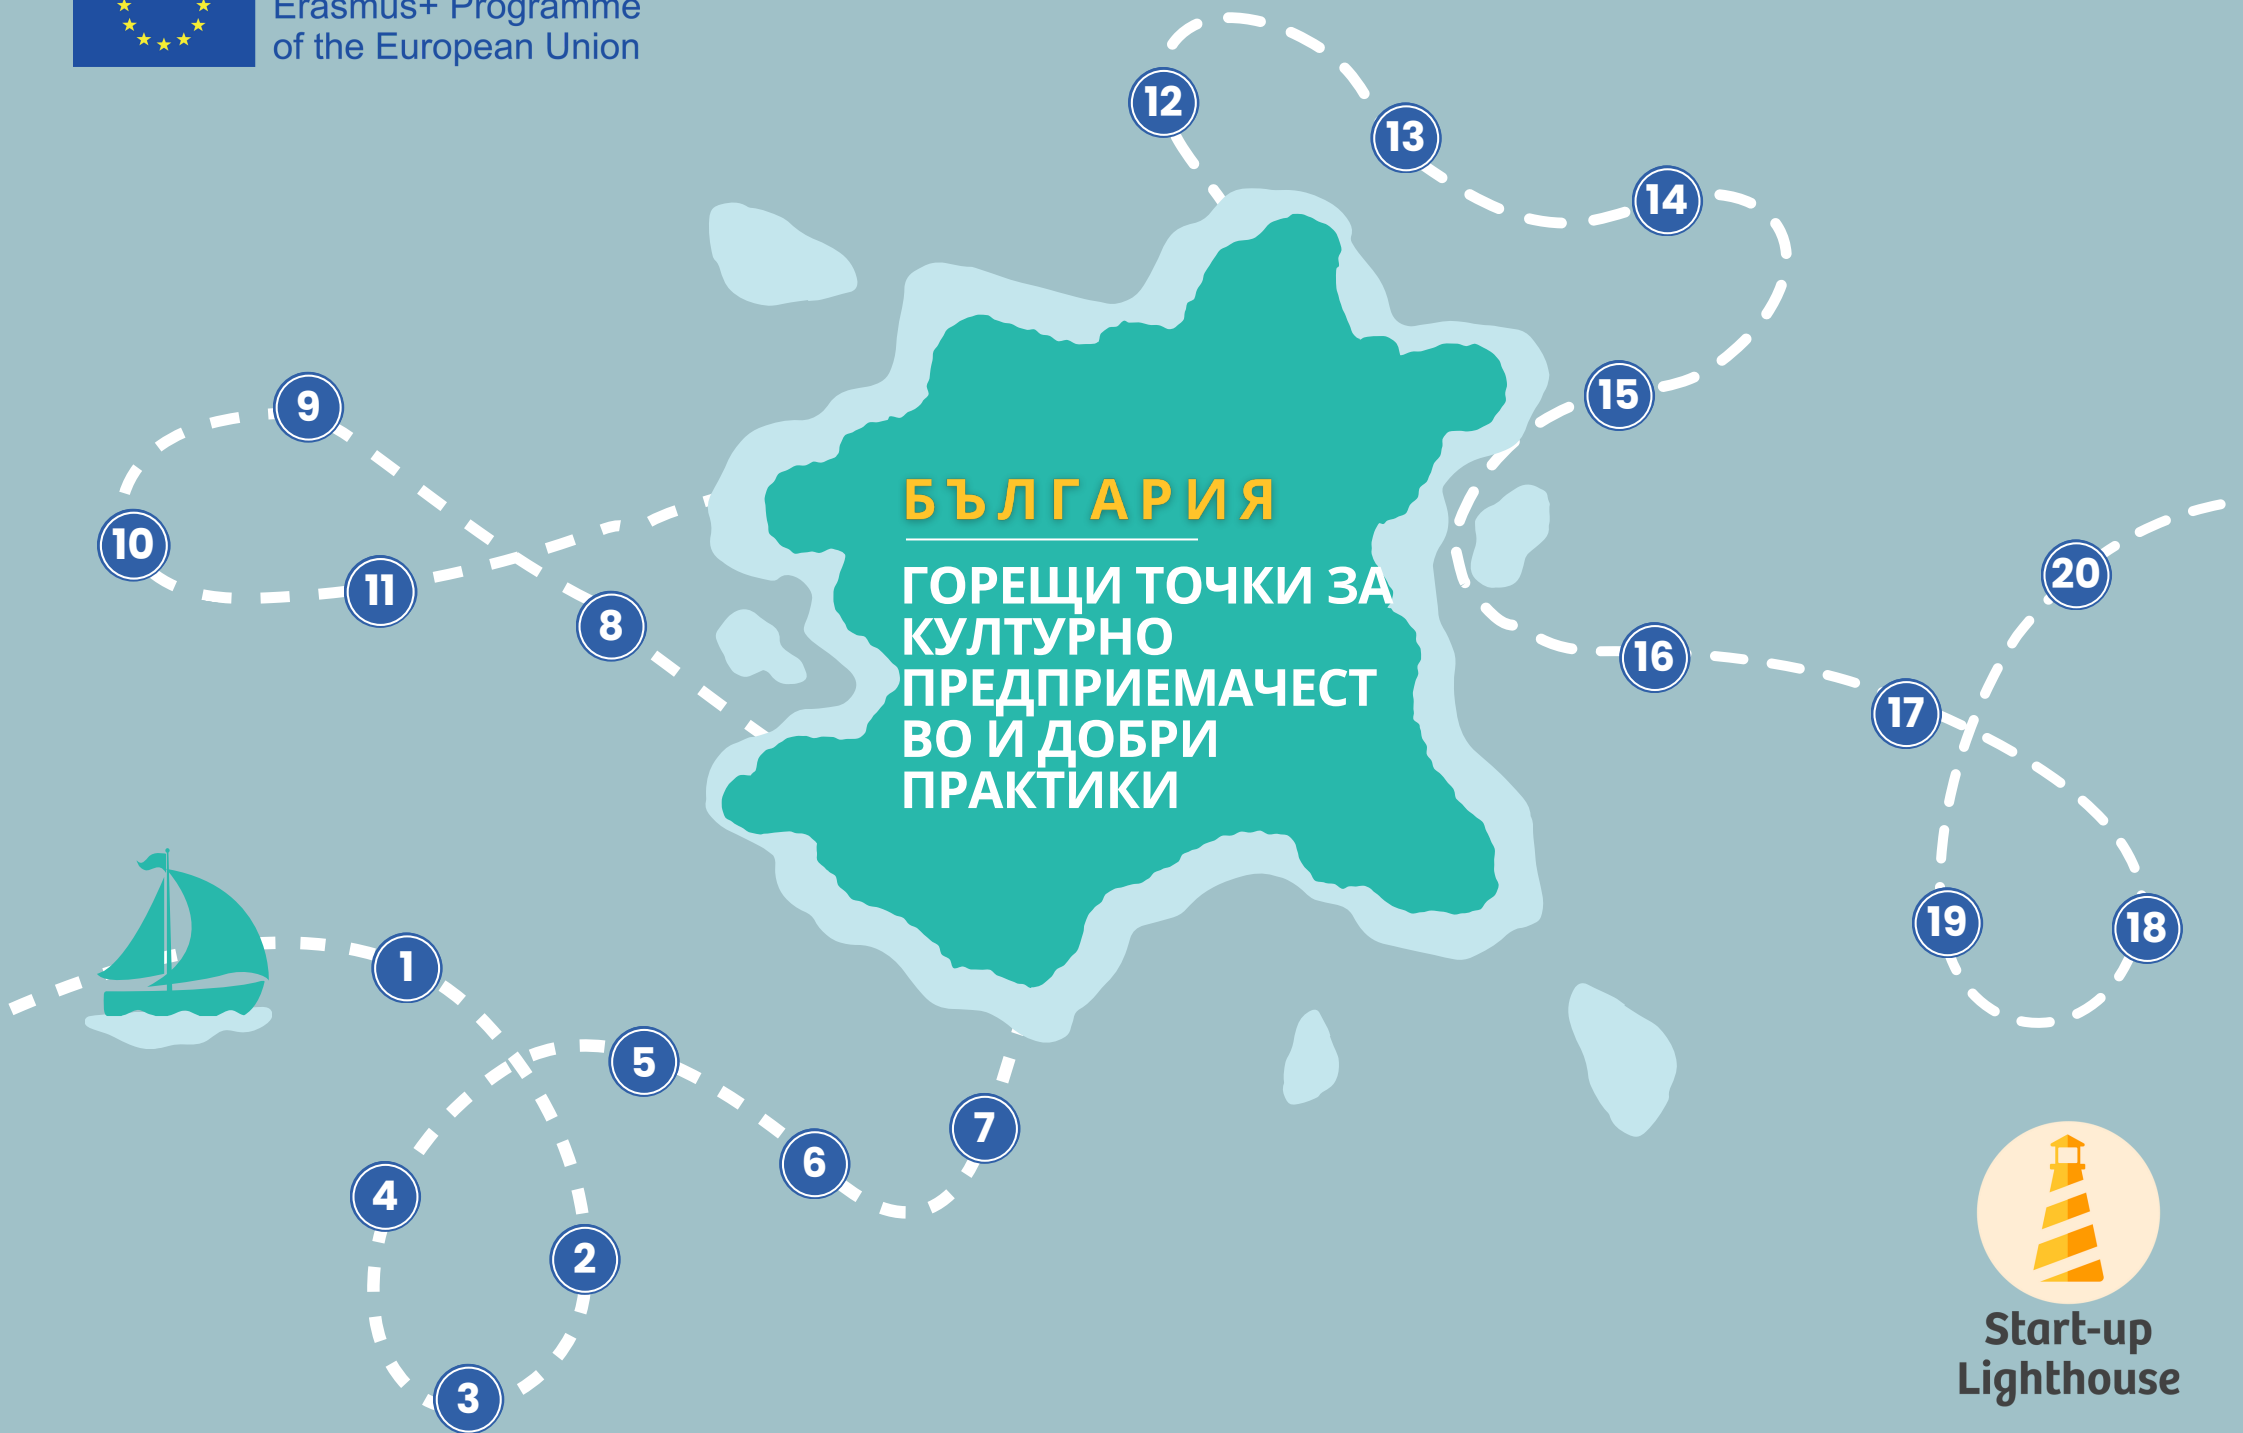 Erasmus+ Programme
of the European Union
12
13
14
15
9
10
11
8
БЪЛГАРИЯ
ГОРЕЩИ ТОЧКИ ЗА
КУЛТУРНО
ПРЕДПРИЕМАЧЕСТ
ВО И ДОБРИ
ПРАКТИКИ
20
16
17
19
18
1
5
7
6
4
2
3
Start-up
Lighthouse